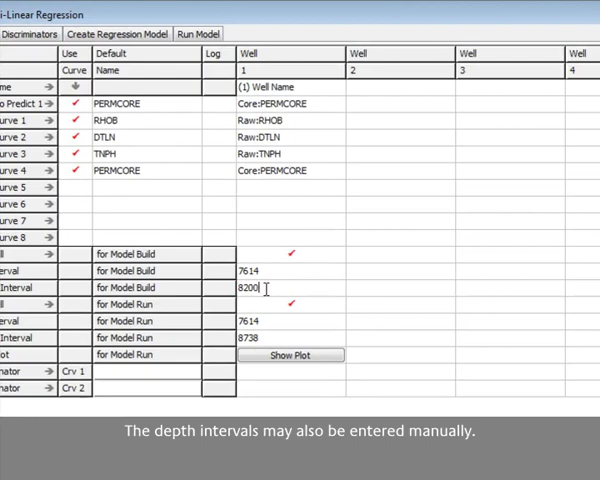 i-Linear Regression
Discriminators Create Regression Model Run Model
Use Default Log Well Well Well Well
Curve Name 1 2 3 4
me (1) Well Name
o Predict 1 PERMCORE Core:PERMCORE
urve 1 RHOB Raw:RHOB
urve 2 DTLN Raw:DTLN
urve 3 TNPH Raw:TNPH
urve 4 PERMCORE Core:PERMCORE
urve 5
urve 6
urve 7
urve 8
ll for Model Build
erval for Model Build 7614
Interval for Model Build 8200
ll for Model Run
erval for Model Run 7614
Interval for Model Run 8738
lot for Model Run Show Plot
nator Crv 1
nator Crv 2
The depth intervals may also be entered manually.